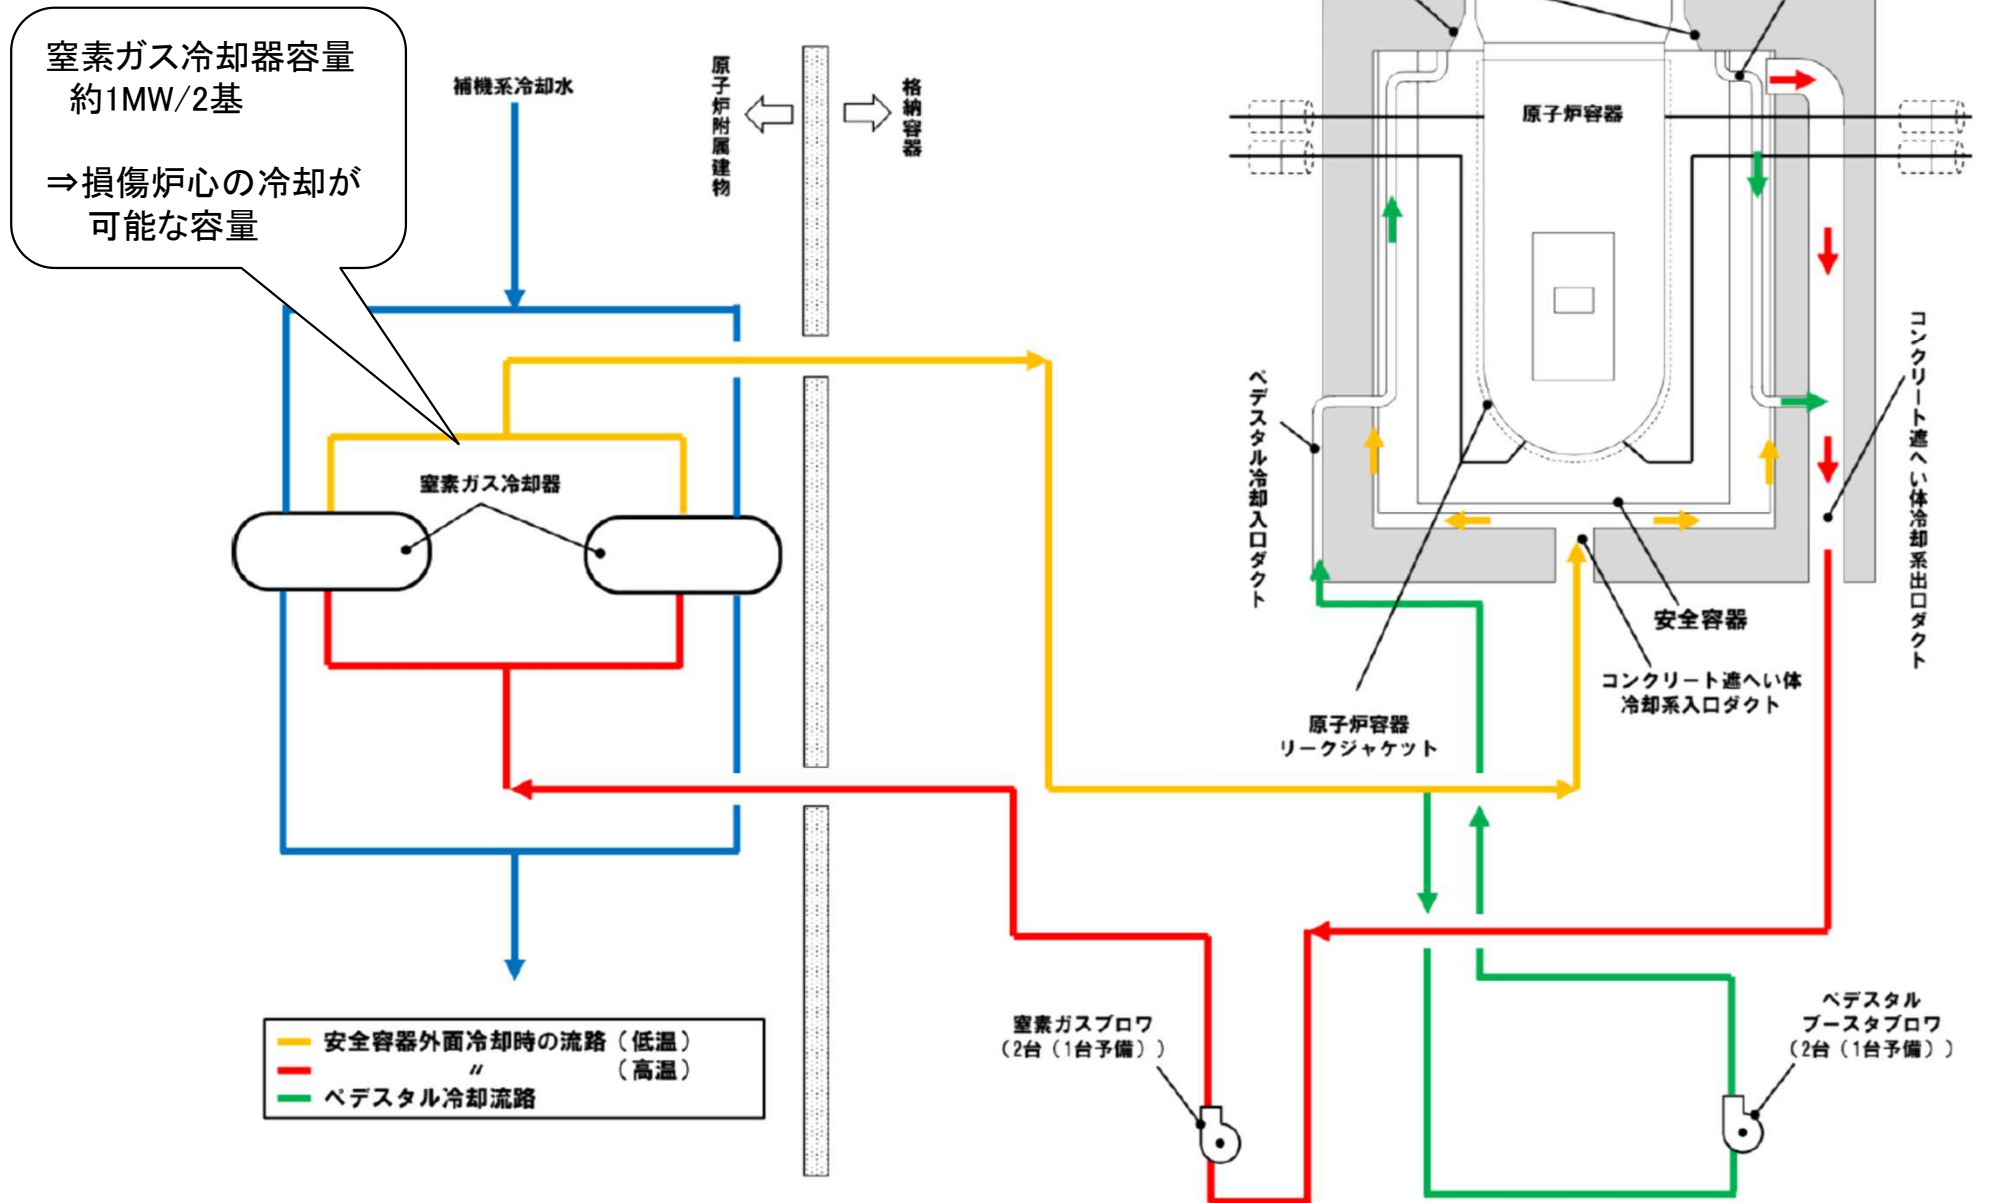 窒素ガス冷却器容量
約1MW/2基
⇒損傷炉心の冷却が
可能な容量
補機系冷却水
原子炉附属建物
格納容器
原子炉容器
窒素ガス冷却器
ペデスタル冷却入口ダクト
コンクリート遮へい体冷却系出口ダクト
安全容器
コンクリート遮へい体
冷却系入口ダクト
原子炉容器
リークジャケット
窒素ガスブロワ
（2台（1台予備））
ペデスタル
ブースタブロワ
（2台（1台予備））
安全容器外面冷却時の流路（低温）
〃 （高温）
ペデスタル冷却流路